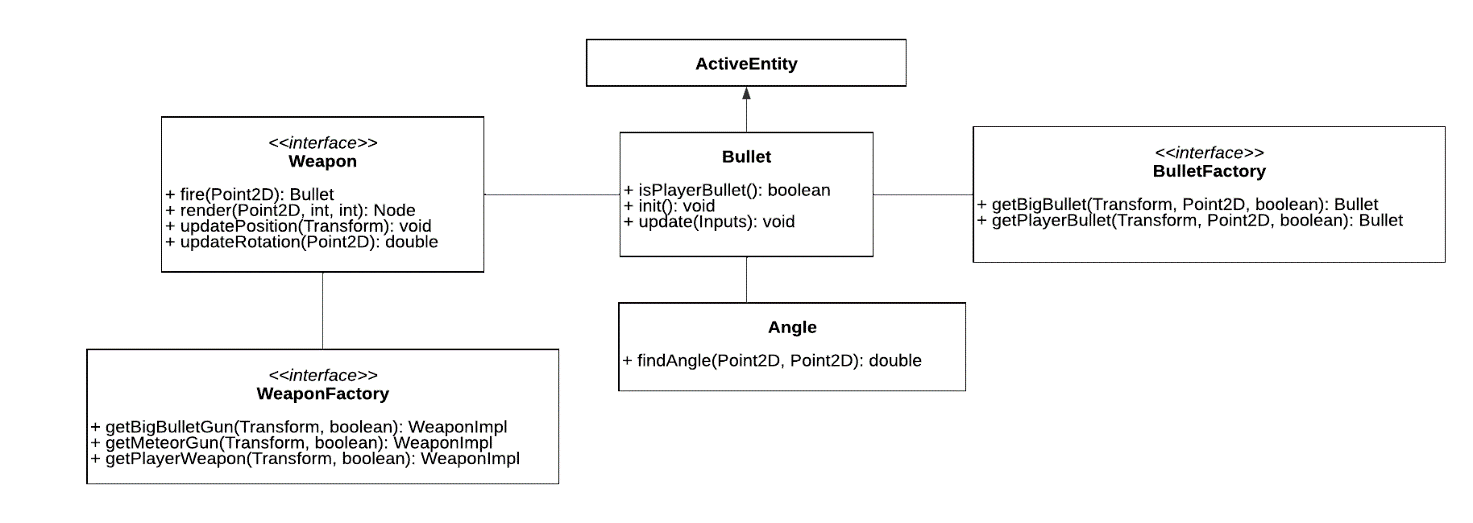 ActiveEntity
<<interface>>
Weapon
+ fire(Point2D): Bullet
+ render(Point2D, int, int): Node
+ updatePosition(Transform): void
+ updateRotation(Point2D): double
Bullet
+ isPlayerBullet(): boolean
+ init(): void
+ update(Inputs): void
<<interface>>
BulletFactory
+ getBigBullet(Transform, Point2D, boolean): Bullet
+ getPlayerBullet(Transform, Point2D, boolean): Bullet
Angle
+ findAngle(Point2D, Point2D): double
<<interface>>
WeaponFactory
+ getBigBulletGun(Transform, boolean): WeaponImpl
+ getMeteorGun(Transform, boolean): WeaponImpl
+ getPlayerWeapon(Transform, boolean): WeaponImpl